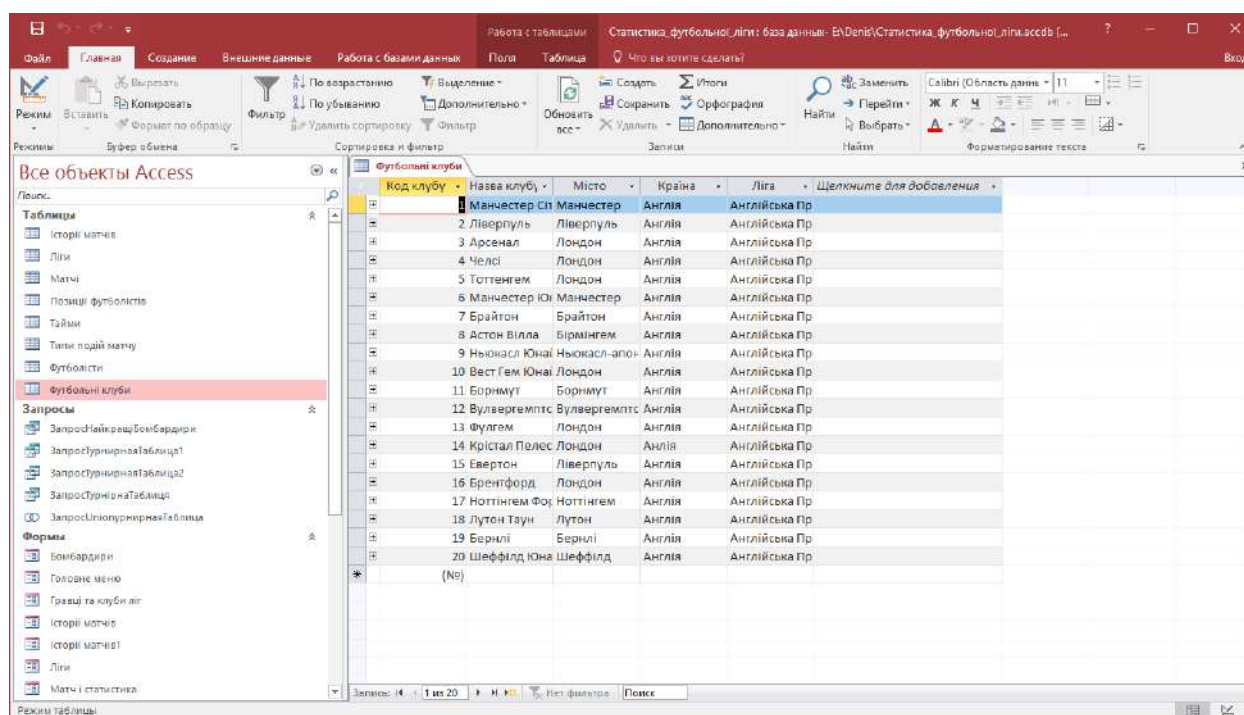 Работа с таблицами Статистика_футбольної_ліги : база данных- E:\Denis\Статистика_футбольної_ліги.accdb (... ?
Файл Главная Создание Внешние данные Работа с базами данных Поля Таблица Что вы хотите сделать? Вход
Режим Вставить Вырезать Копировать Формат по образцу
Фильтр По возрастанию По убыванию Удалить сортировку Выделение Дополнительно Фильтр
Обновить все Создать Сохранить Удалить Итоги Орфография Дополнительно
Найти Заменить Перейти Выбрать Calibri (Область данн 11
Ж К Ч
Режимы Буфер обмена Сортировка и фильтр Записи Найти Форматирование текста
Все объекты Access
Поиск...
Таблицы
Історії матчів
Ліги
Матчі
Позиції футболістів
Тайми
Типи подій матчу
Футболісти
Футбольні клуби
Запросы
ЗапросНайкращіБомбардири
ЗапросТурнирнаяТаблица1
ЗапросТурнирнаяТаблица2
ЗапросТурнірнаТаблиця
ЗапросUnionурнирнаяТаблица
Формы
Бомбардири
Головне меню
Гравці та клуби ліг
Історії матчів
Історії матчів1
Ліги
Матч і статистика
Футбольні клуби
Код клубу Назва клубу Місто Країна Ліга Щелкните для добавления
1 Манчестер Сіт Манчестер Англія Англійська Пр
2 Ліверпуль Ліверпуль Англія Англійська Пр
3 Арсенал Лондон Англія Англійська Пр
4 Челсі Лондон Англія Англійська Пр
5 Тоттенгем Лондон Англія Англійська Пр
6 Манчестер Юн Манчестер Англія Англійська Пр
7 Брайтон Брайтон Англія Англійська Пр
8 Астон Вілла Бірмінгем Англія Англійська Пр
9 Ньюкасл Юнай Ньюкасл-апон Англія Англійська Пр
10 Вест Гем Юнай Лондон Англія Англійська Пр
11 Борнмут Борнмут Англія Англійська Пр
12 Вулвергемптс Вулвергемптс Англія Англійська Пр
13 Фулгем Лондон Англія Англійська Пр
14 Крістал Пелес Лондон Анлія Англійська Пр
15 Евертон Ліверпуль Англія Англійська Пр
16 Брентфорд Лондон Англія Англійська Пр
17 Ноттінгем Фор Ноттінгем Англія Англійська Пр
18 Лутон Таун Лутон Англія Англійська Пр
19 Бернлі Бернлі Англія Англійська Пр
20 Шеффілд Юна Шеффілд Англія Англійська Пр
(№)
Запись: 1 из 20 Нет фильтра Поиск
Режим таблицы